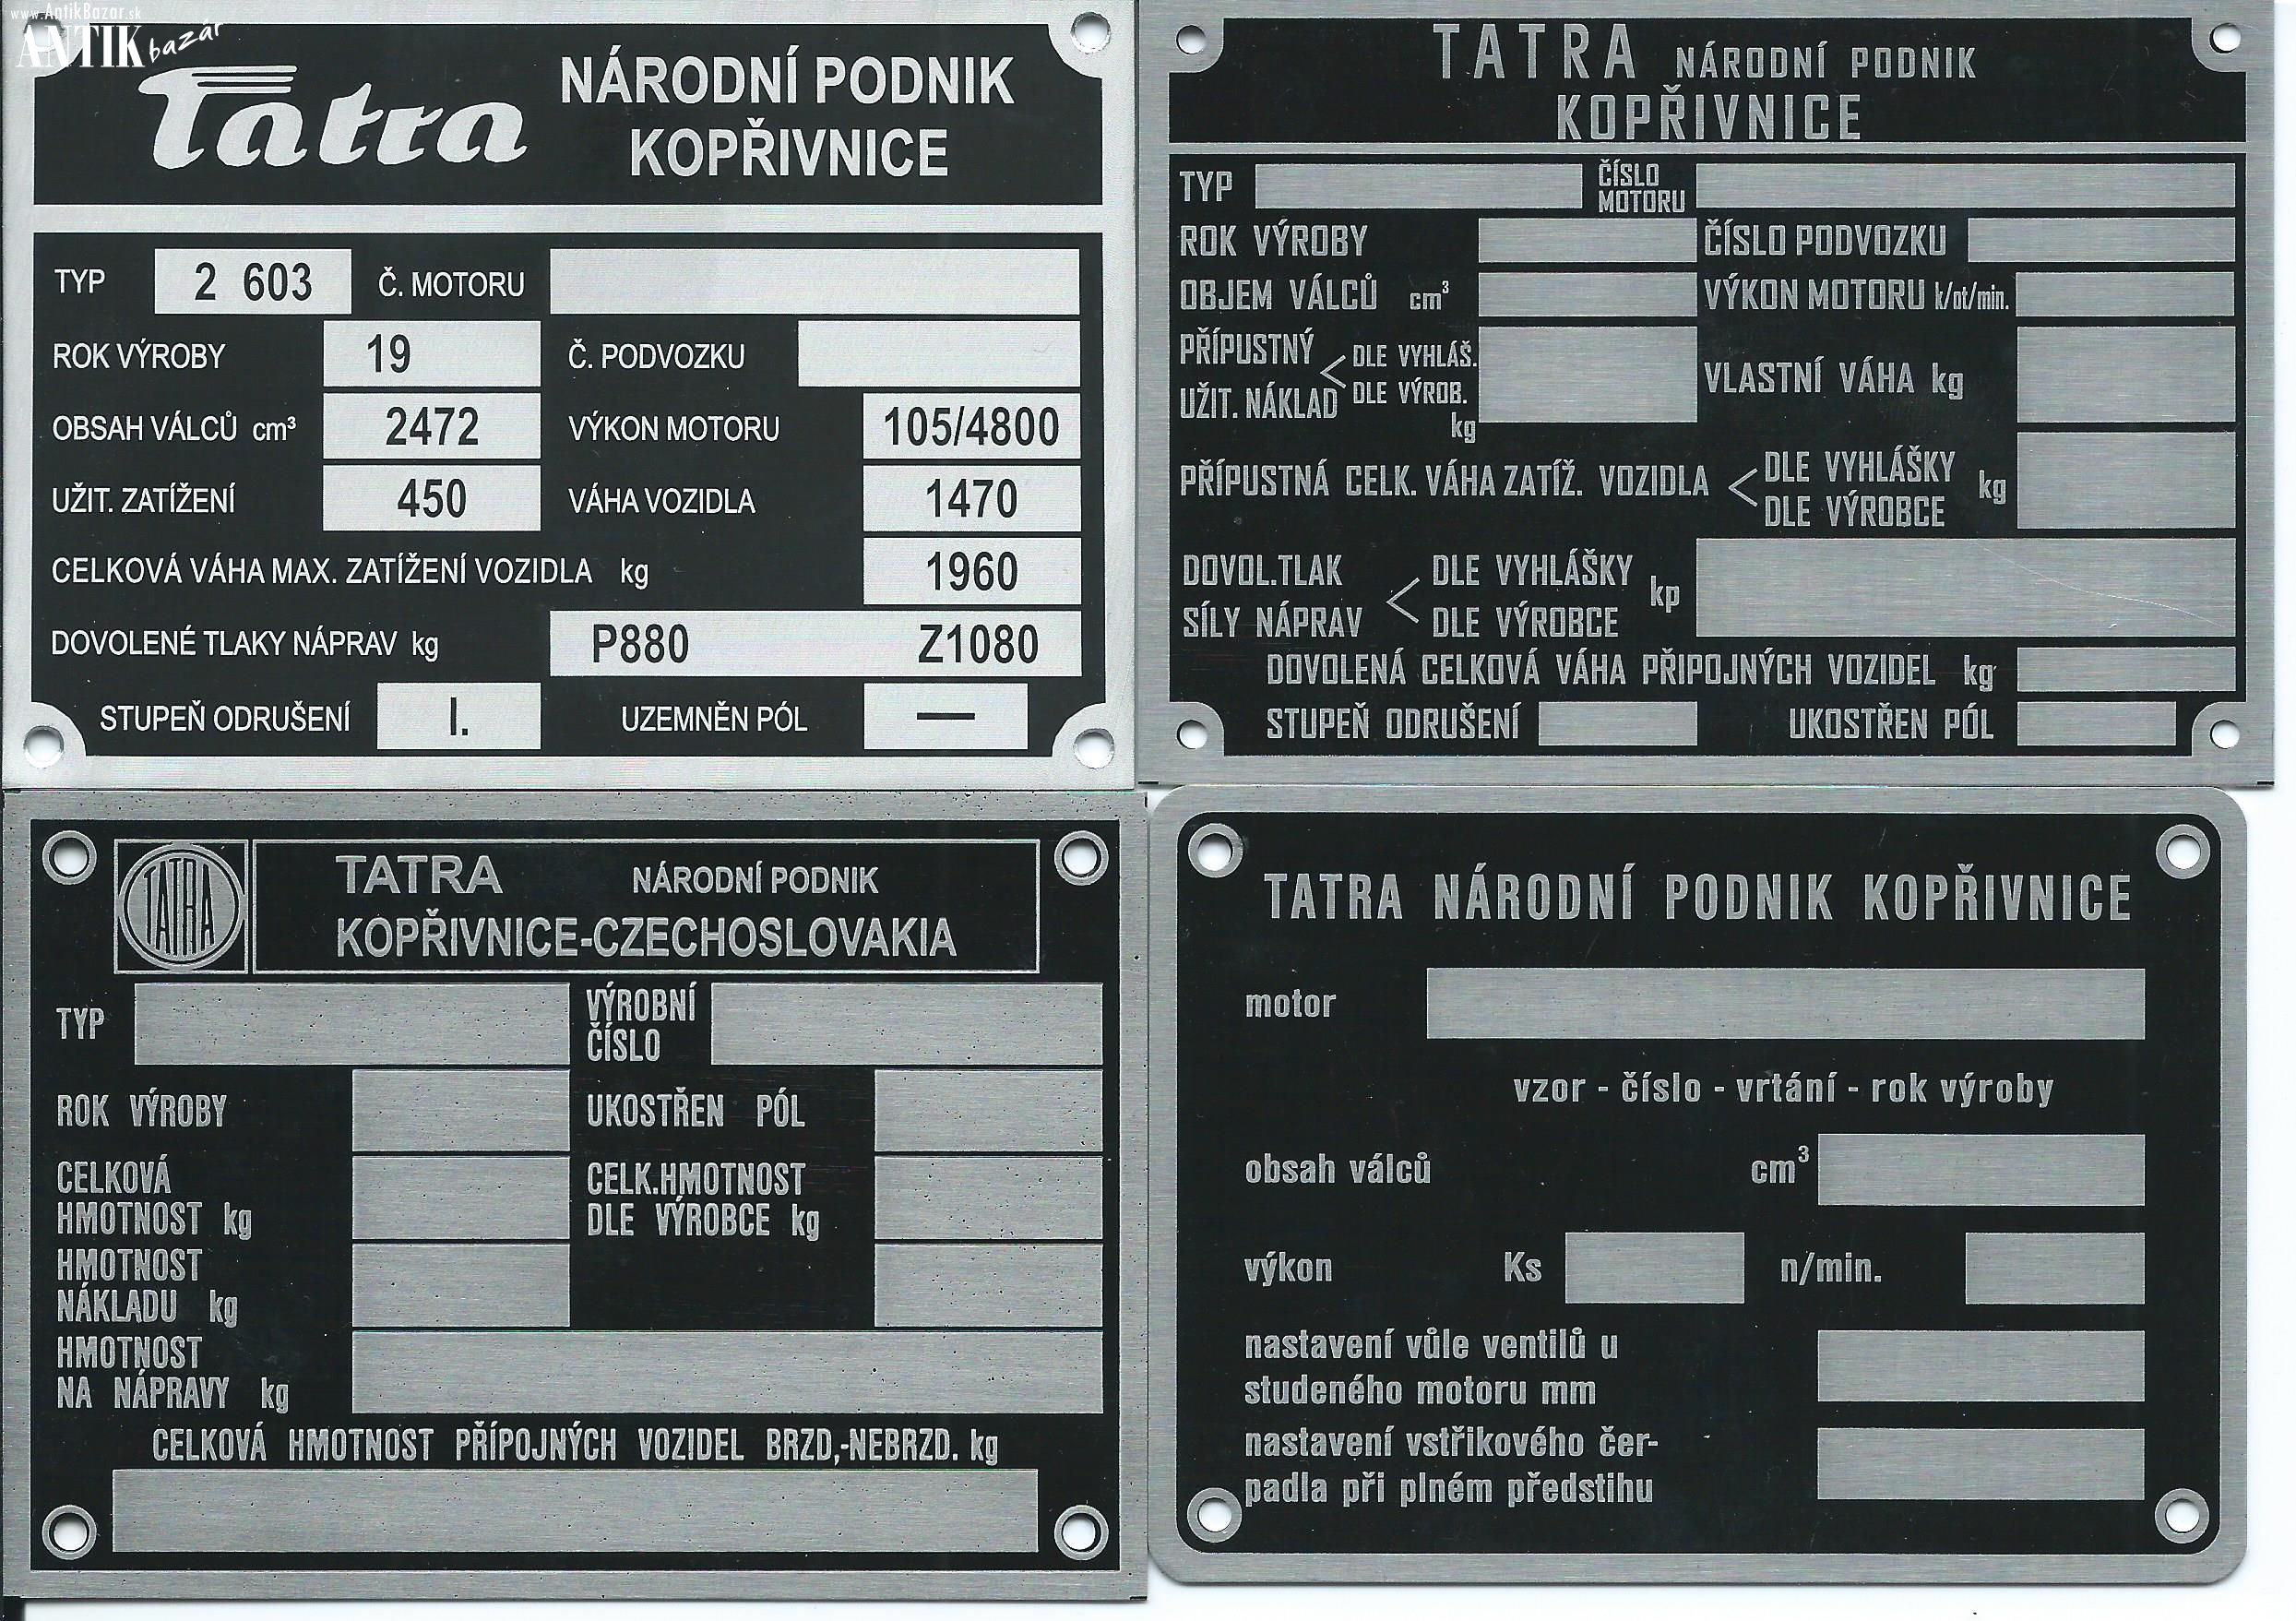 www.AntikBazar.sk
ANTIK bazár
Tatra
NÁRODNÍ PODNIK
KOPŘIVNICE
TYP 2 603 Č. MOTORU
ROK VÝROBY 19 Č. PODVOZKU
OBSAH VÁLCŮ cm³ 2472 VÝKON MOTORU 105/4800
UŽIT. ZATÍŽENÍ 450 VÁHA VOZIDLA 1470
CELKOVÁ VÁHA MAX. ZATÍŽENÍ VOZIDLA kg 1960
DOVOLENÉ TLAKY NÁPRAV kg P880 Z1080
STUPEŇ ODRUŠENÍ I. UZEMNĚN PÓL —
TATRA NÁRODNÍ PODNIK
KOPŘIVNICE
TYP ČÍSLO
MOTORU
ROK VÝROBY ČÍSLO PODVOZKU
OBJEM VÁLCŮ cm³ VÝKON MOTORU k/ot/min.
PŘÍPUSTNÝ DLE VYHLÁŠ.
UŽIT. NÁKLAD DLE VÝROB.
kg
VLASTNÍ VÁHA kg
PŘÍPUSTNÁ CELK. VÁHA ZATÍŽ. VOZIDLA DLE VYHLÁŠKY kg
DLE VÝROBCE
DOVOL.TLAK DLE VYHLÁŠKY kp
SÍLY NÁPRAV DLE VÝROBCE
DOVOLENÁ CELKOVÁ VÁHA PŘIPOJNÝCH VOZIDEL kg
STUPEŇ ODRUŠENÍ UKOSTŘEN PÓL
TATRA
TATRA NÁRODNÍ PODNIK
KOPŘIVNICE-CZECHOSLOVAKIA
TYP VÝROBNÍ
ČÍSLO
ROK VÝROBY UKOSTŘEN PÓL
CELKOVÁ CELK.HMOTNOST
HMOTNOST kg DLE VÝROBCE kg
HMOTNOST
NÁKLADU kg
HMOTNOST
NA NÁPRAVY kg
CELKOVÁ HMOTNOST PŘÍPOJNÝCH VOZIDEL BRZD,-NEBRZD. kg
TATRA NÁRODNÍ PODNIK KOPŘIVNICE
motor
vzor - číslo - vrtání - rok výroby
obsah válců cm³
výkon Ks n/min.
nastavení vůle ventilů u
studeného motoru mm
nastavení vstřikového čer-
padla při plném předstihu